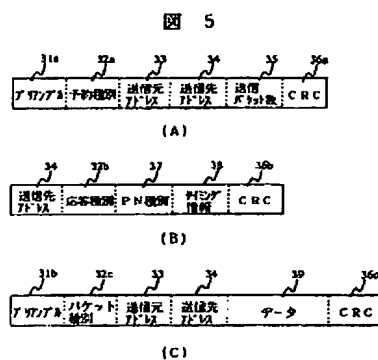 図 5
31a 32a 33 34 35 36a
プリアンブル 予約種別 送信元アドレス 送信先アドレス 送信パケット数 CRC
(A)
34 32b 37 38 36b
送信先アドレス 応答種別 PN種別 タイミング情報 CRC
(B)
31b 32c 33 34 39 36c
プリアンブル パケット種別 送信元アドレス 送信先アドレス データ CRC
(C)